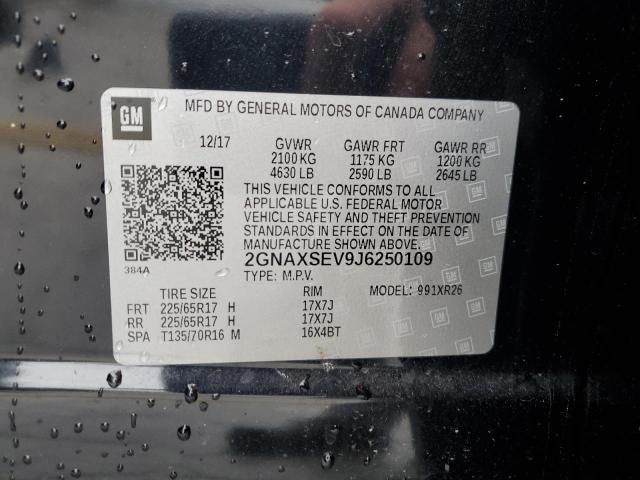 GM
MFD BY GENERAL MOTORS OF CANADA COMPANY
12/17 GVWR GAWR FRT GAWR RR
2100 KG 1175 KG 1200 KG
4630 LB 2590 LB 2645 LB
THIS VEHICLE CONFORMS TO ALL
APPLICABLE U.S. FEDERAL MOTOR
VEHICLE SAFETY AND THEFT PREVENTION
STANDARDS IN EFFECT ON THE DATE OF
MANUFACTURE SHOWN ABOVE.
384A
2GNAXSEV9J6250109
TYPE: M.P.V.
TIRE SIZE RIM MODEL: 991XR26
FRT 225/65R17 H 17X7J
RR 225/65R17 H 17X7J
SPA T135/70R16 M 16X4BT